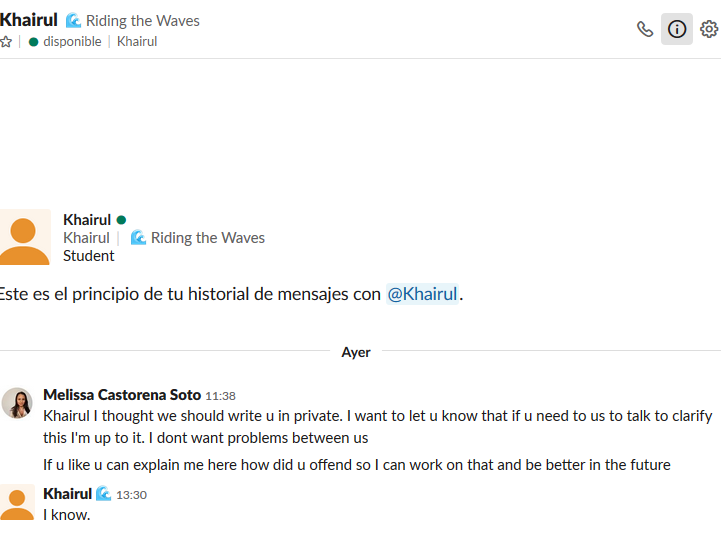 Khairul 🌊 Riding the Waves
disponible | Khairul
Khairul
Khairul | 🌊 Riding the Waves
Student
Este es el principio de tu historial de mensajes con @Khairul.
Ayer
Melissa Castorena Soto 11:38
Khairul I thought we should write u in private. I want to let u know that if u need to us to talk to clarify
this I'm up to it. I dont want problems between us
If u like u can explain me here how did u offend so I can work on that and be better in the future
Khairul 🌊 13:30
I know.